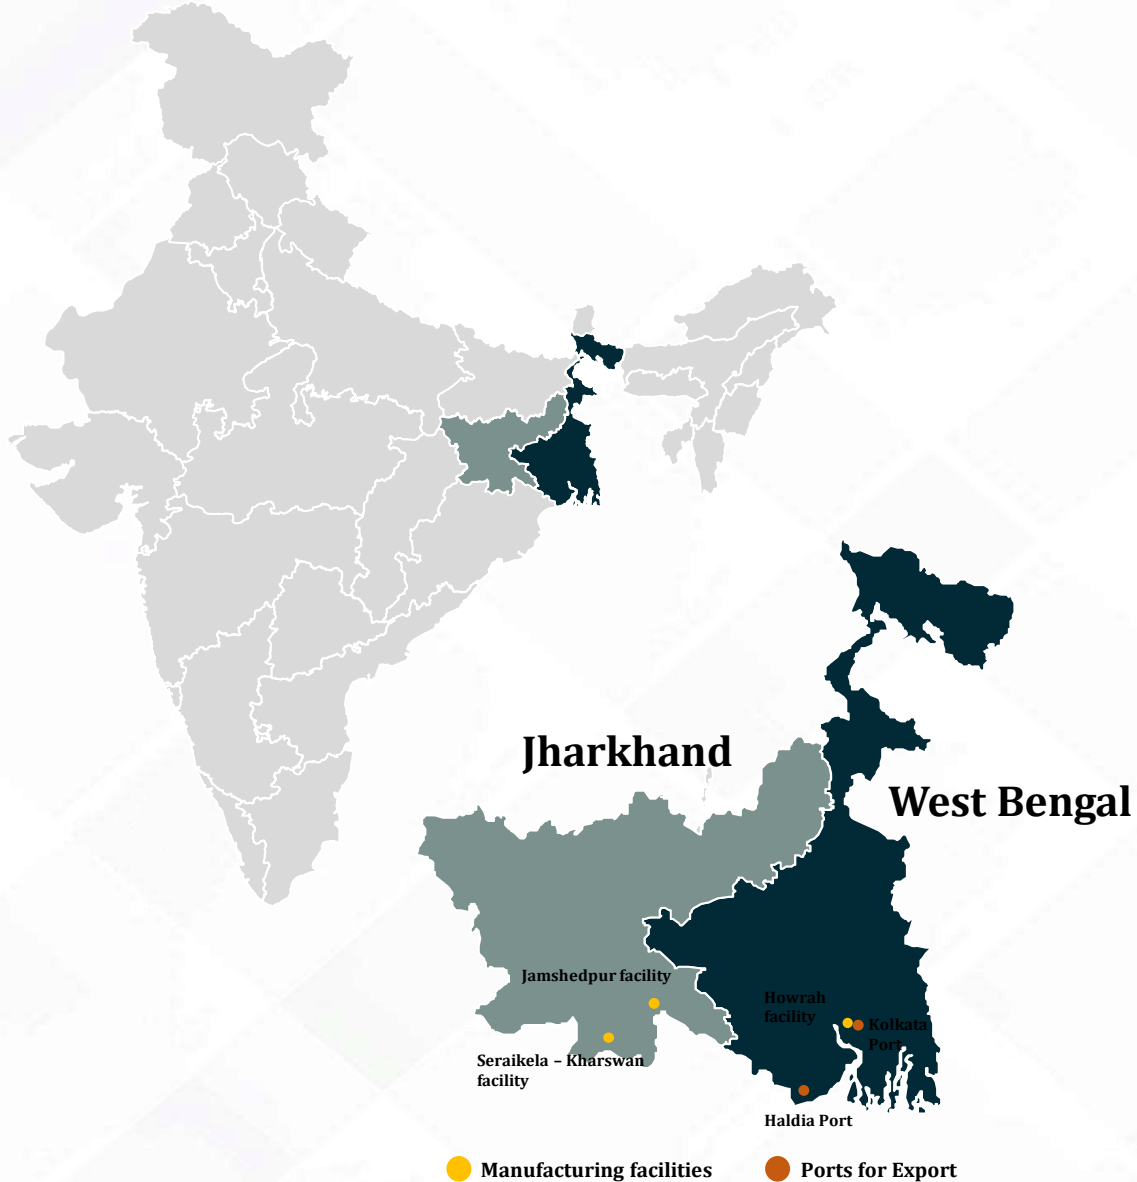 Jharkhand
West Bengal
Jamshedpur facility
Howrah
facility
Kolkata
Port
Seraikela – Kharswan
facility
Haldia Port
Manufacturing facilities
Ports for Export